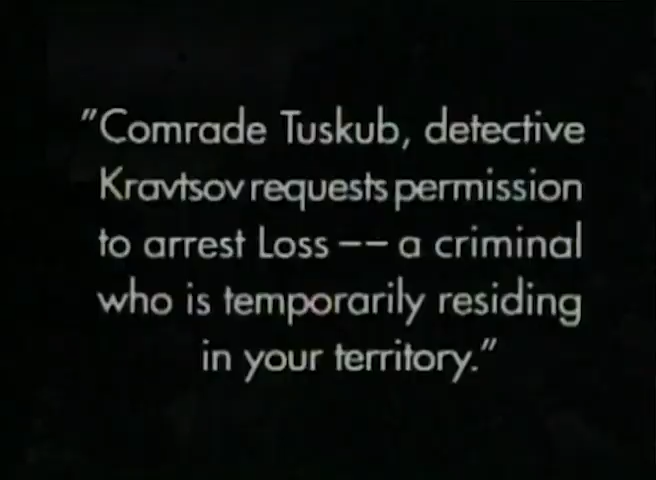 "Comrade Tuskub, detective
Kravtsov requests permission
to arrest Loss -- a criminal
who is temporarily residing
in your territory."